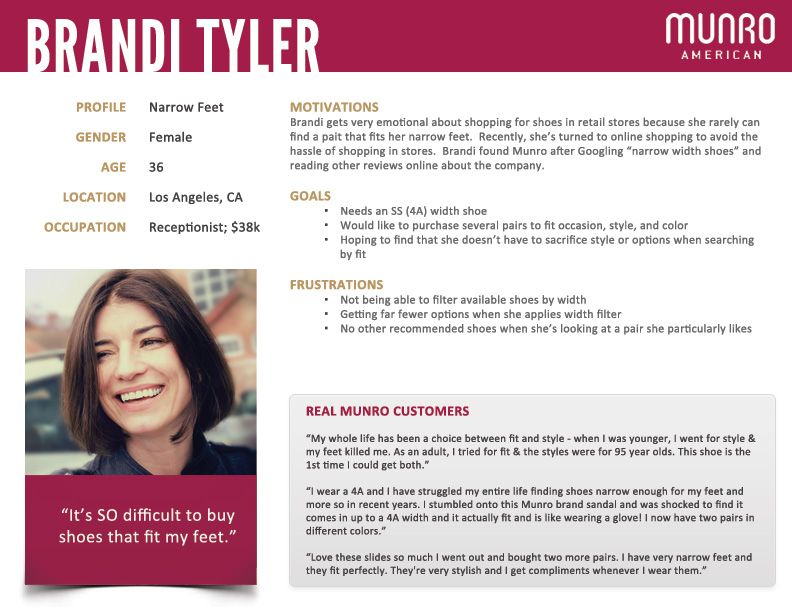 BRANDI TYLER
MUNRO
AMERICAN
PROFILE Narrow Feet
GENDER Female
AGE 36
LOCATION Los Angeles, CA
OCCUPATION Receptionist; $38k
MOTIVATIONS
Brandi gets very emotional about shopping for shoes in retail stores because she rarely can
find a pait that fits her narrow feet.  Recently, she's turned to online shopping to avoid the
hassle of shopping in stores.  Brandi found Munro after Googling “narrow width shoes” and
reading other reviews online about the company.
GOALS
▪ Needs an SS (4A) width shoe
▪ Would like to purchase several pairs to fit occasion, style, and color
▪ Hoping to find that she doesn't have to sacrifice style or options when searching
by fit
FRUSTRATIONS
▪ Not being able to filter available shoes by width
▪ Getting far fewer options when she applies width filter
▪ No other recommended shoes when she's looking at a pair she particularly likes
“It's SO difficult to buy
shoes that fit my feet.”
REAL MUNRO CUSTOMERS
“My whole life has been a choice between fit and style - when I was younger, I went for style &
my feet killed me. As an adult, I tried for fit & the styles were for 95 year olds. This shoe is the
1st time I could get both.”
“I wear a 4A and I have struggled my entire life finding shoes narrow enough for my feet and
more so in recent years. I stumbled onto this Munro brand sandal and was shocked to find it
comes in up to a 4A width and it actually fit and is like wearing a glove! I now have two pairs in
different colors.”
“Love these slides so much I went out and bought two more pairs. I have very narrow feet and
they fit perfectly. They're very stylish and I get compliments whenever I wear them.”